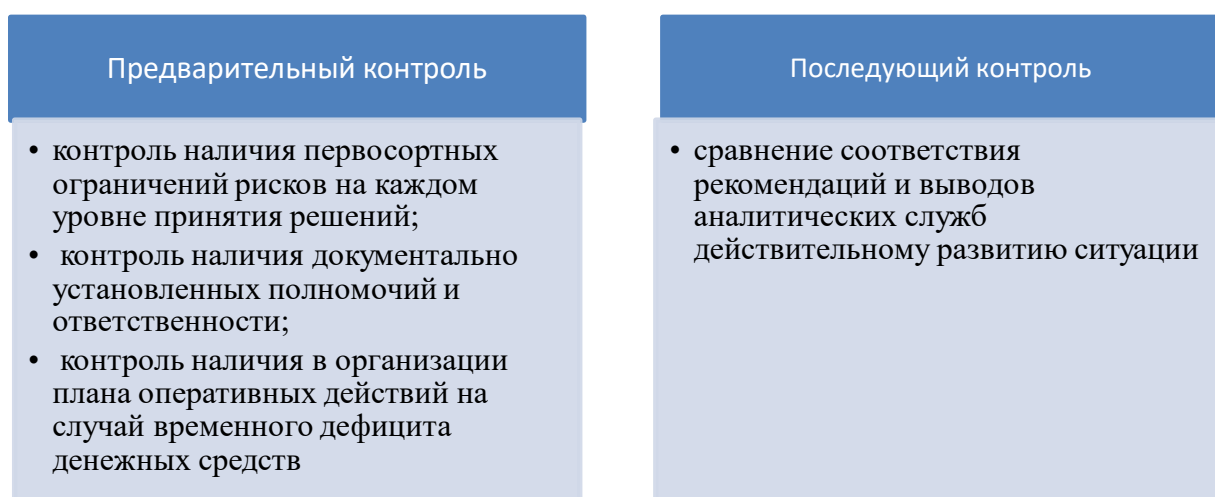 Предварительный контроль
• контроль наличия первосортных
ограничений рисков на каждом
уровне принятия решений;
• контроль наличия документально
установленных полномочий и
ответственности;
• контроль наличия в организации
плана оперативных действий на
случай временного дефицита
денежных средств
Последующий контроль
• сравнение соответствия
рекомендаций и выводов
аналитических служб
действительному развитию ситуации